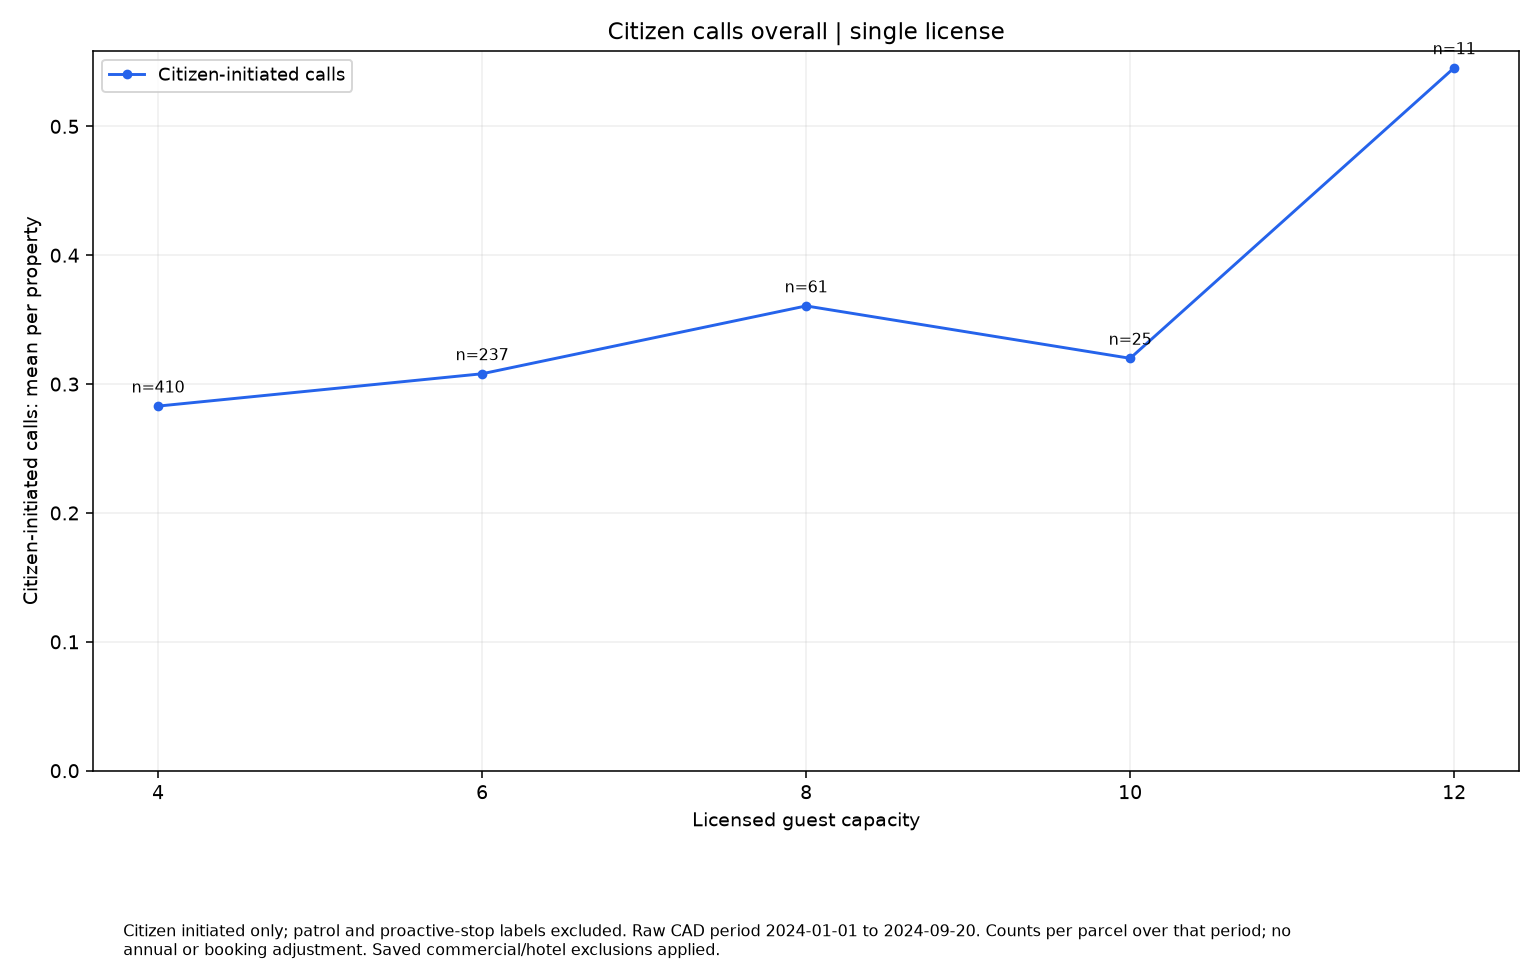 Citizen calls overall | single license
n=11
Citizen-initiated calls
0.5
0.4
n=61
n=25
n=237
n=410
0.3
0.2
0.1
0.0
Citizen-initiated calls: mean per property
4
6
8
10
12
Licensed guest capacity
Citizen initiated only; patrol and proactive-stop labels excluded. Raw CAD period 2024-01-01 to 2024-09-20. Counts per parcel over that period; no
annual or booking adjustment. Saved commercial/hotel exclusions applied.